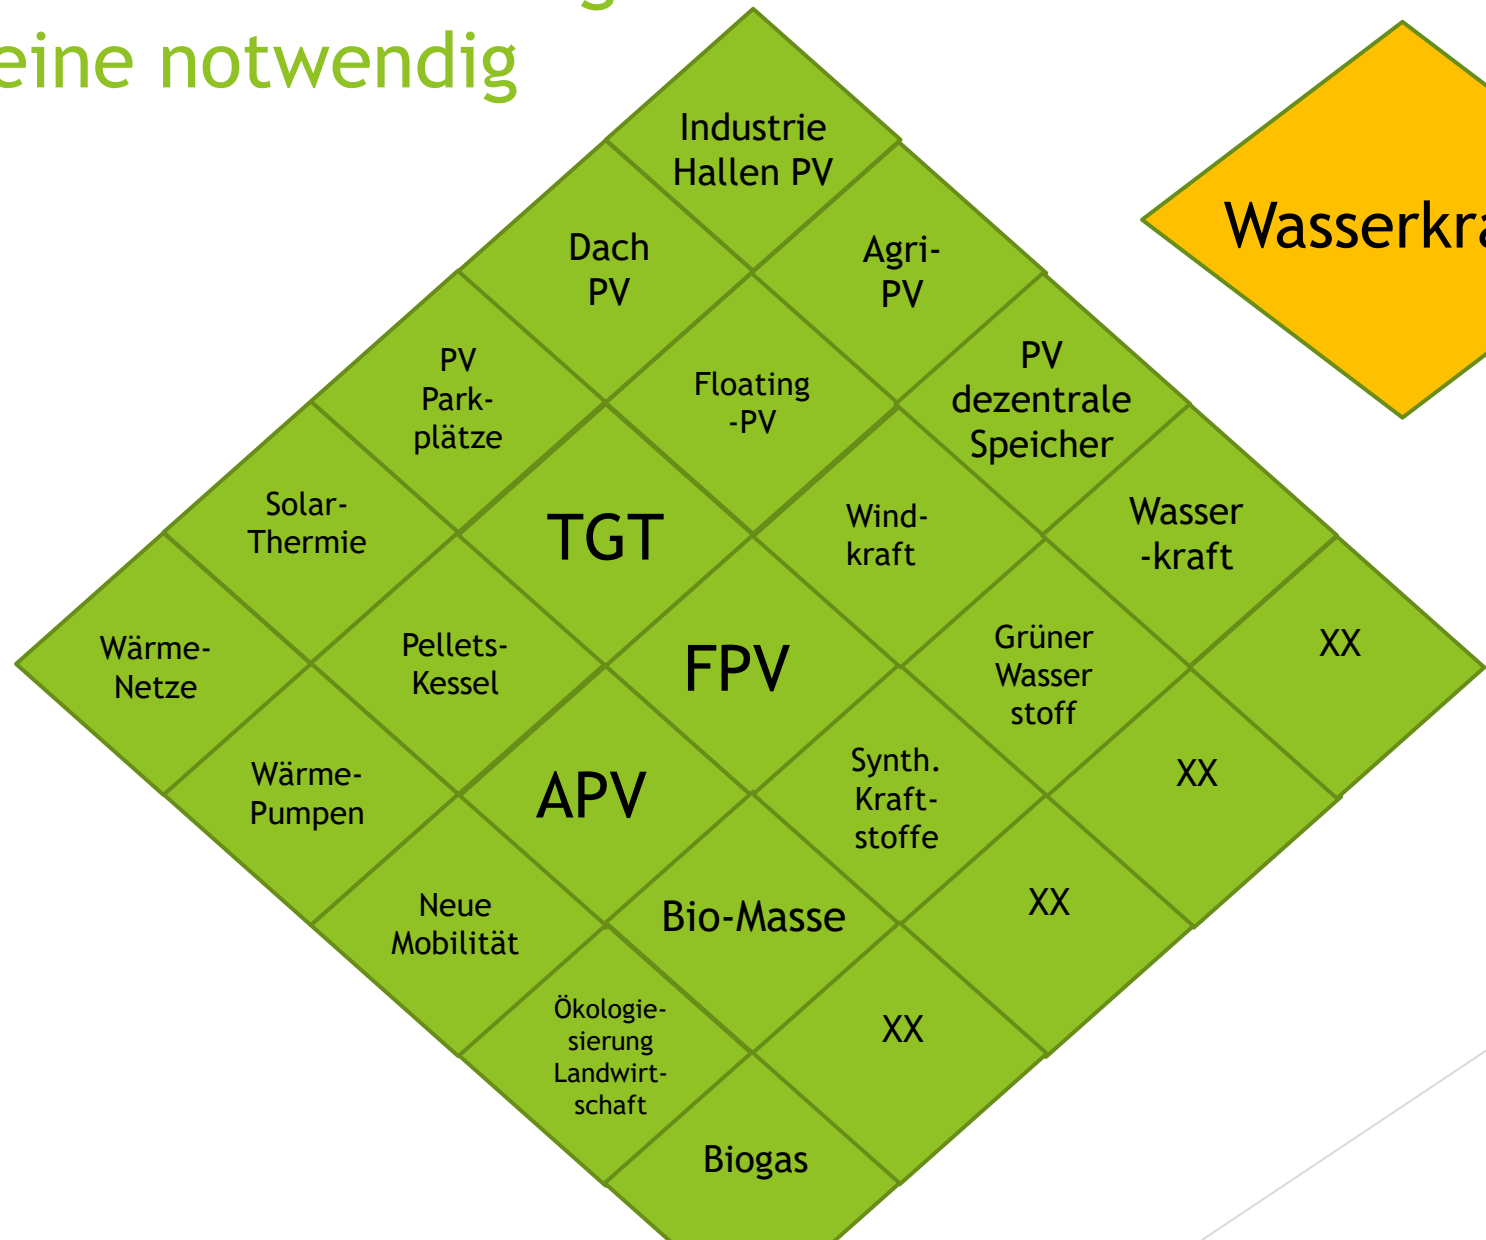 eine notwendig
Industrie
Hallen PV
Dach
PV
Agri-
PV
PV
Park-
plätze
Floating
-PV
PV
dezentrale
Speicher
Solar-
Thermie
TGT
Wind-
kraft
Wasser
-kraft
Wärme-
Netze
Pellets-
Kessel
FPV
Grüner
Wasser
stoff
XX
Wärme-
Pumpen
APV
Synth.
Kraft-
stoffe
XX
Neue
Mobilität
Bio-Masse
XX
Ökologie-
sierung
Landwirt-
schaft
XX
Biogas
Wasserkra